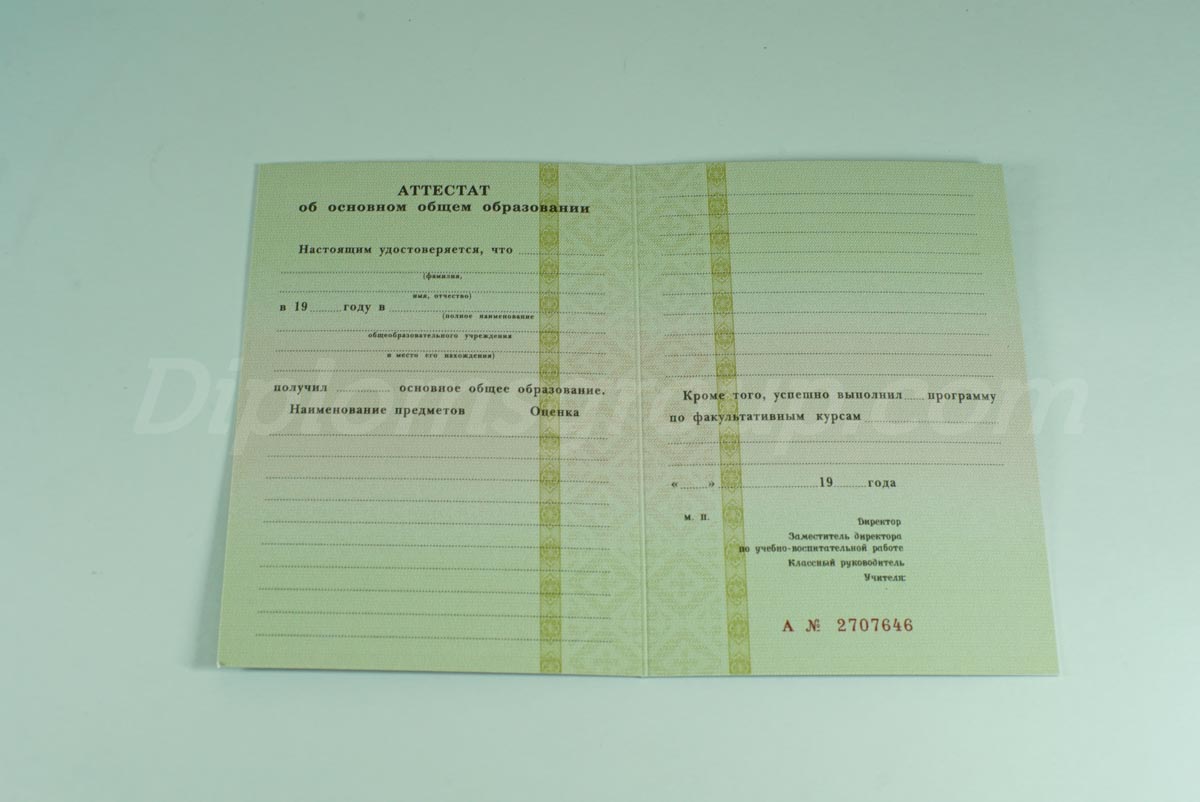 АТТЕСТАТ
об основном общем образовании
Настоящим удостоверяется, что
(фамилия,
имя, отчество)
в 19 году в
(полное наименование
общеобразовательного учреждения
и место его нахождения)
получил основное общее образование.
Наименование предметов Оценка
Кроме того, успешно выполнил программу
по факультативным курсам
« » 19 года
м. п.
Директор
Заместитель директора
по учебно-воспитательной работе
Классный руководитель
Учителя:
А № 2707646
Diplomsgroup.com